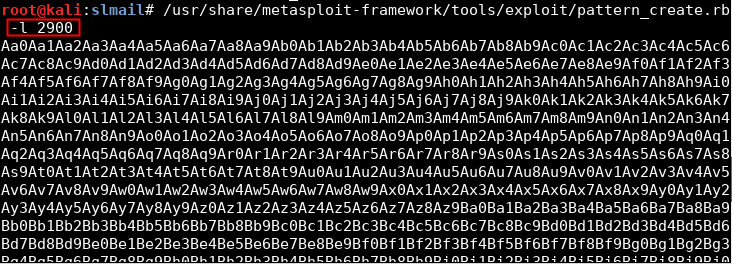 root@kali:slmail# /usr/share/metasploit-framework/tools/exploit/pattern_create.rb
-l 2900
Aa0Aa1Aa2Aa3Aa4Aa5Aa6Aa7Aa8Aa9Ab0Ab1Ab2Ab3Ab4Ab5Ab6Ab7Ab8Ab9Ac0Ac1Ac2Ac3Ac4Ac5Ac6
Ac7Ac8Ac9Ad0Ad1Ad2Ad3Ad4Ad5Ad6Ad7Ad8Ad9Ae0Ae1Ae2Ae3Ae4Ae5Ae6Ae7Ae8Ae9Af0Af1Af2Af3
Af4Af5Af6Af7Af8Af9Ag0Ag1Ag2Ag3Ag4Ag5Ag6Ag7Ag8Ag9Ah0Ah1Ah2Ah3Ah4Ah5Ah6Ah7Ah8Ah9Ai0
Ai1Ai2Ai3Ai4Ai5Ai6Ai7Ai8Ai9Aj0Aj1Aj2Aj3Aj4Aj5Aj6Aj7Aj8Aj9Ak0Ak1Ak2Ak3Ak4Ak5Ak6Ak7
Ak8Ak9Al0Al1Al2Al3Al4Al5Al6Al7Al8Al9Am0Am1Am2Am3Am4Am5Am6Am7Am8Am9An0An1An2An3An4
An5An6An7An8An9Ao0Ao1Ao2Ao3Ao4Ao5Ao6Ao7Ao8Ao9Ap0Ap1Ap2Ap3Ap4Ap5Ap6Ap7Ap8Ap9Aq0Aq1
Aq2Aq3Aq4Aq5Aq6Aq7Aq8Aq9Ar0Ar1Ar2Ar3Ar4Ar5Ar6Ar7Ar8Ar9As0As1As2As3As4As5As6As7As8
As9At0At1At2At3At4At5At6At7At8At9Au0Au1Au2Au3Au4Au5Au6Au7Au8Au9Av0Av1Av2Av3Av4Av5
Av6Av7Av8Av9Aw0Aw1Aw2Aw3Aw4Aw5Aw6Aw7Aw8Aw9Ax0Ax1Ax2Ax3Ax4Ax5Ax6Ax7Ax8Ax9Ay0Ay1Ay2
Ay3Ay4Ay5Ay6Ay7Ay8Ay9Az0Az1Az2Az3Az4Az5Az6Az7Az8Az9Ba0Ba1Ba2Ba3Ba4Ba5Ba6Ba7Ba8Ba9
Bb0Bb1Bb2Bb3Bb4Bb5Bb6Bb7Bb8Bb9Bc0Bc1Bc2Bc3Bc4Bc5Bc6Bc7Bc8Bc9Bd0Bd1Bd2Bd3Bd4Bd5Bd6
Bd7Bd8Bd9Be0Be1Be2Be3Be4Be5Be6Be7Be8Be9Bf0Bf1Bf2Bf3Bf4Bf5Bf6Bf7Bf8Bf9Bg0Bg1Bg2Bg3